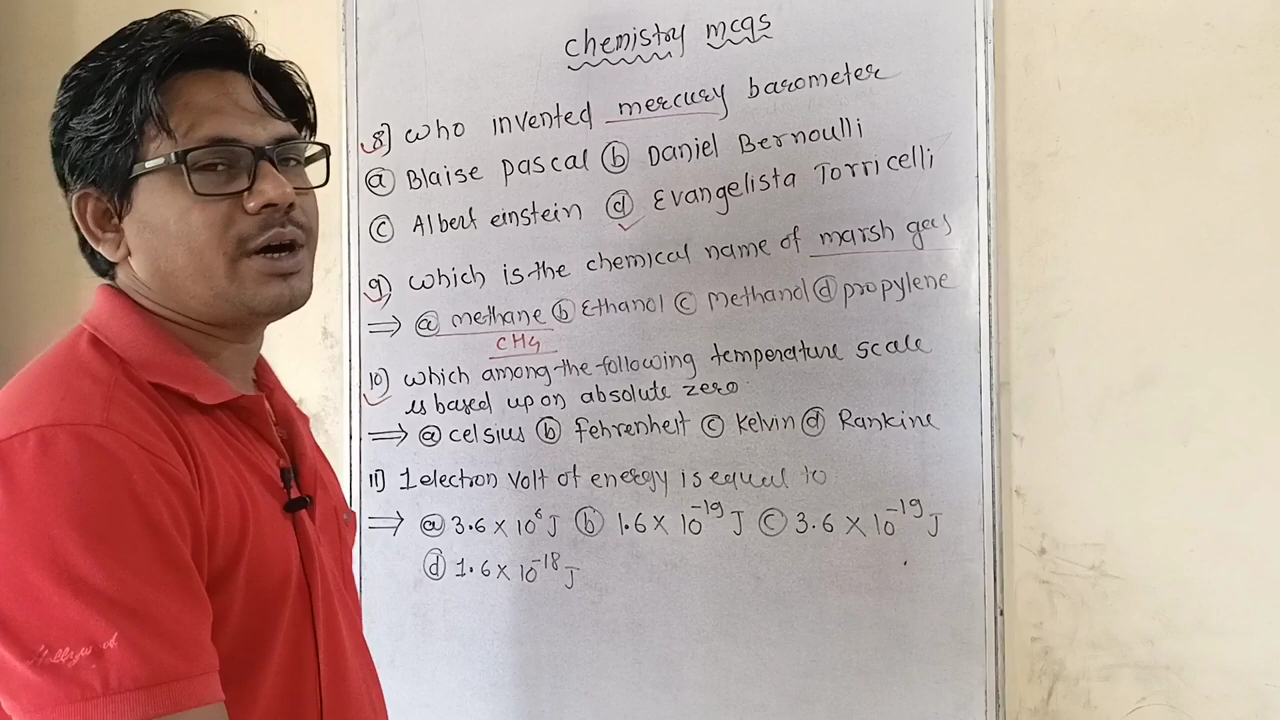 chemistry mcqs
8] who invented mercury barometer
ⓐ Blaise pascal ⓑ Daniel Bernoulli
ⓒ Albert einstein ⓓ Evangelista Torricelli
9) which is the chemical name of marsh gas
⇒ ⓐ methane ⓑ Ethanol ⓒ methanol ⓓ propylene
CH4
10) which among the following temperature scale
is based upon absolute zero.
⇒ ⓐ celsius ⓑ fehrenheit ⓒ Kelvin ⓓ Rankine
11) 1 electron volt of energy is equal to
⇒ ⓐ 3.6 × 10⁶ J ⓑ 1.6 × 10⁻¹⁹ J ⓒ 3.6 × 10⁻¹⁹ J
ⓓ 1.6 × 10⁻¹⁸ J
Hollywood